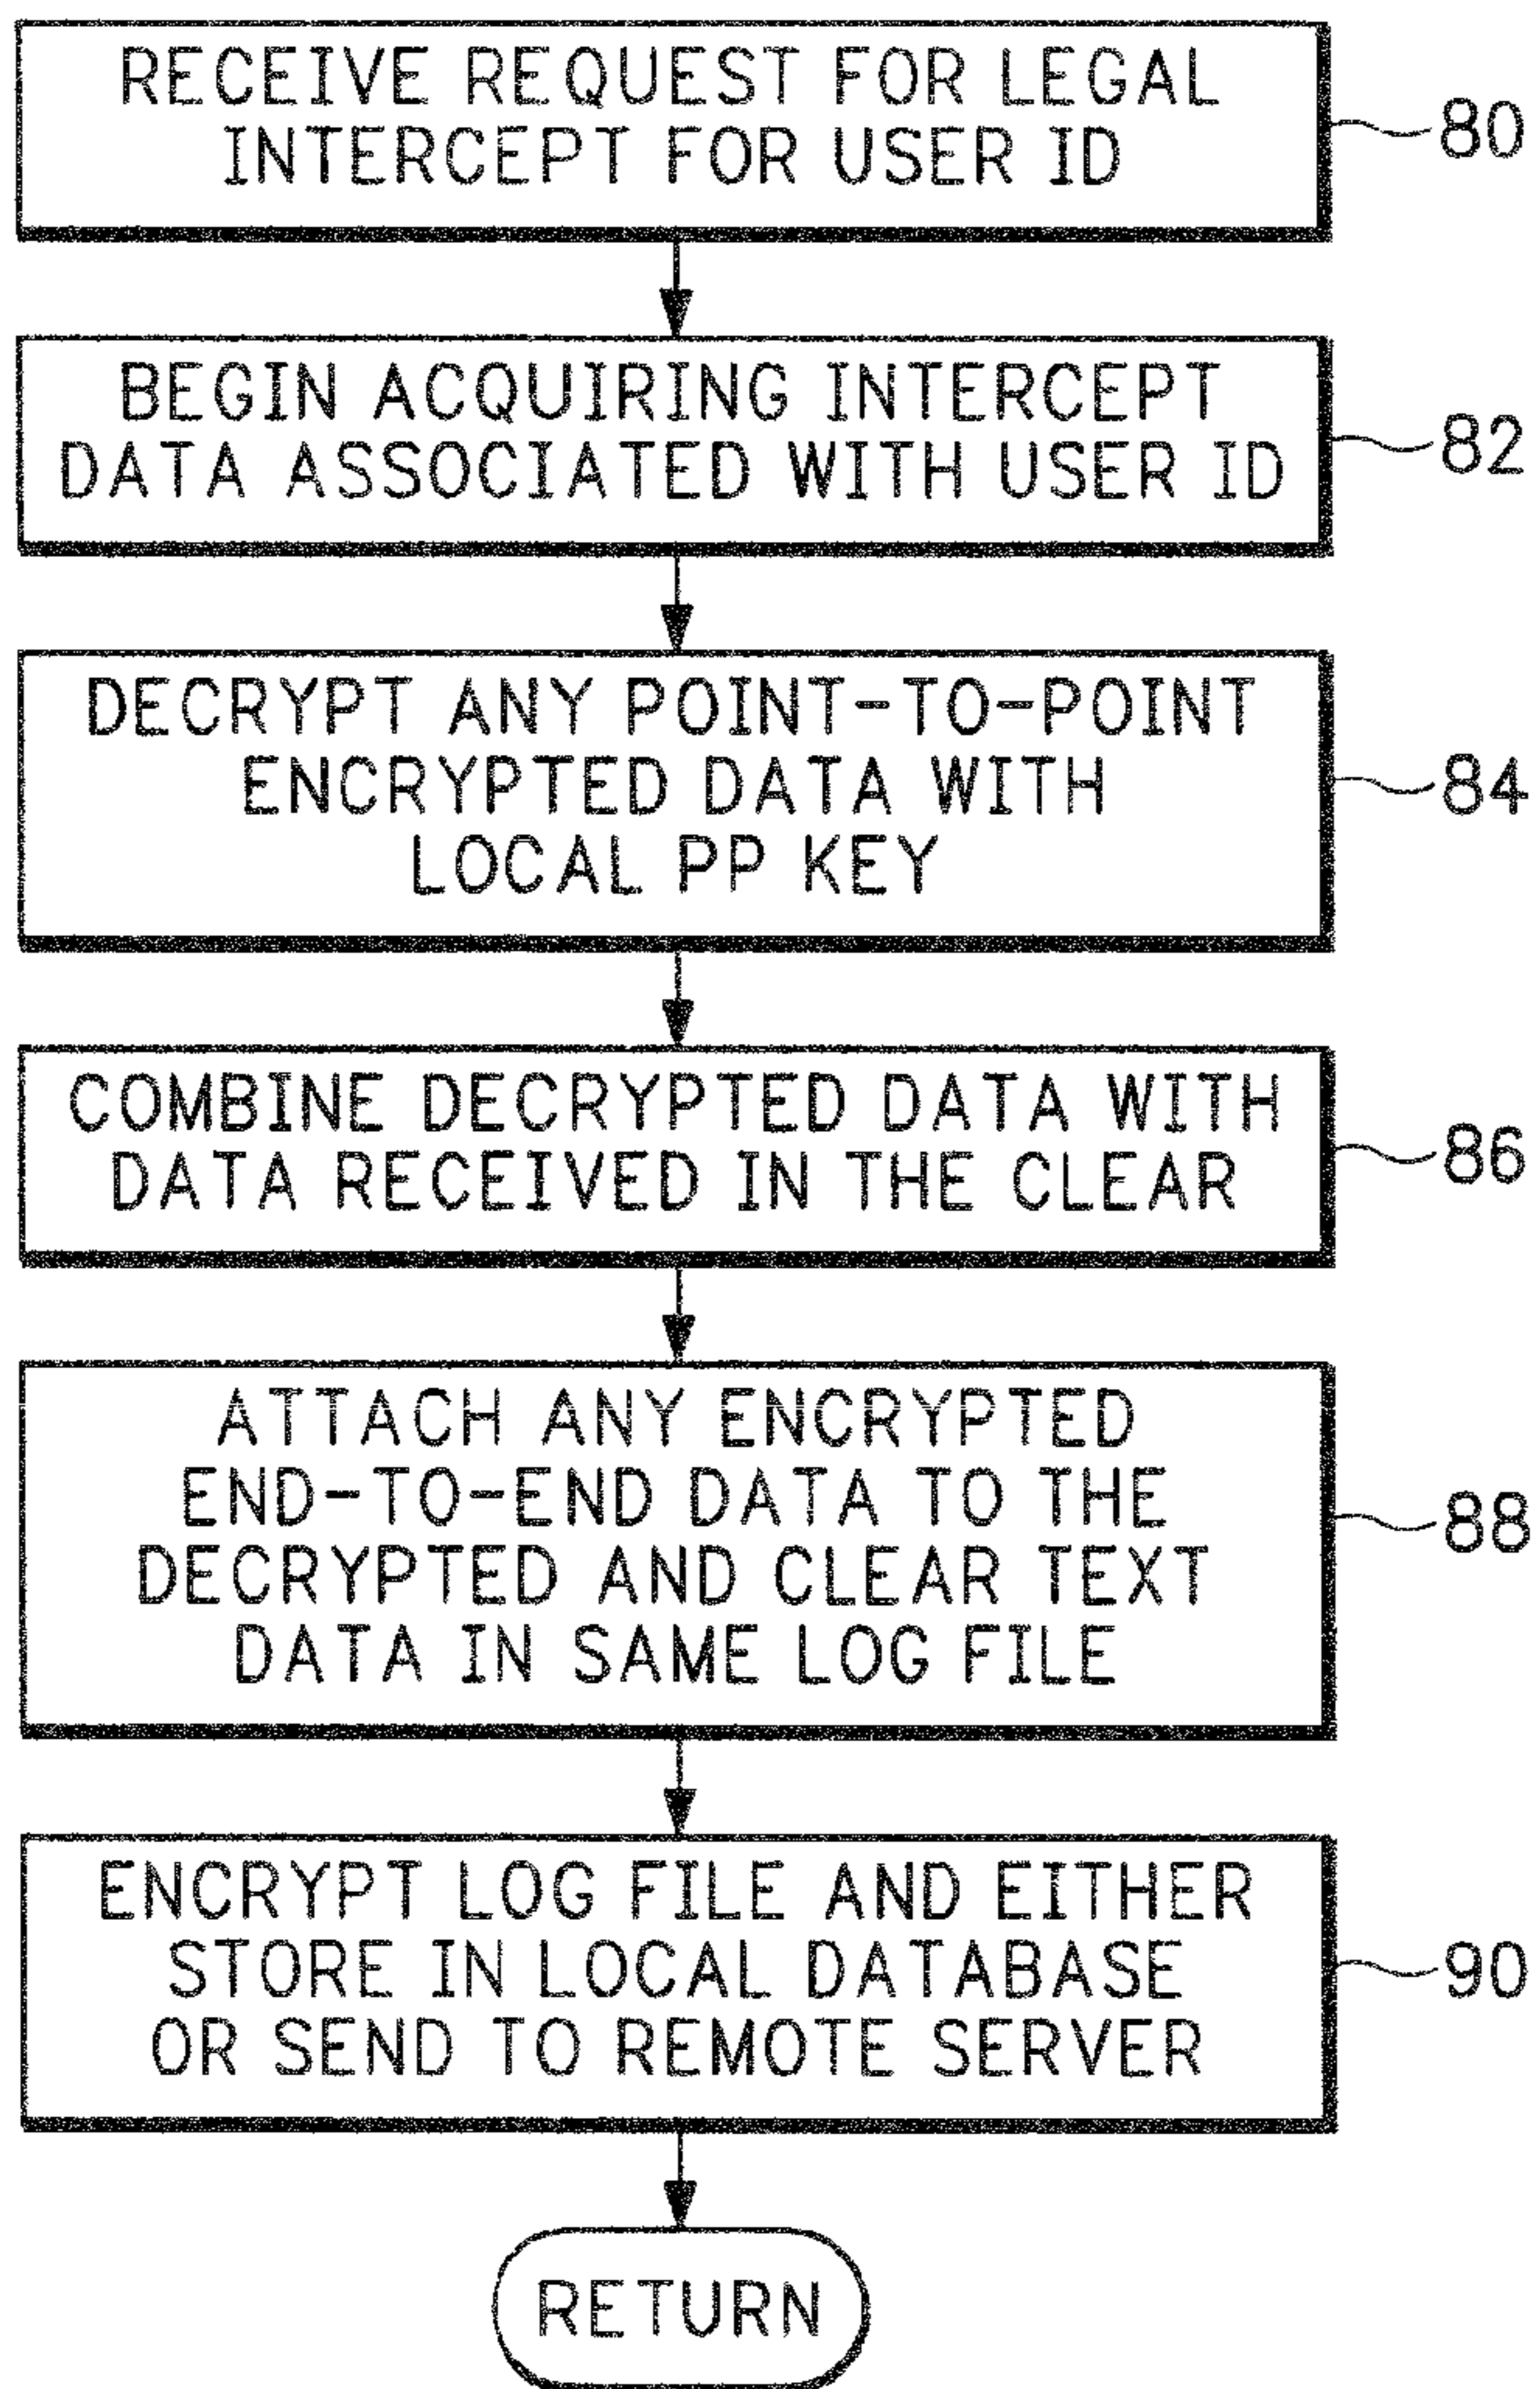 RECEIVE REQUEST FOR LEGAL
INTERCEPT FOR USER ID
80
BEGIN ACQUIRING INTERCEPT
DATA ASSOCIATED WITH USER ID
82
DECRYPT ANY POINT-TO-POINT
ENCRYPTED DATA WITH
LOCAL PP KEY
84
COMBINE DECRYPTED DATA WITH
DATA RECEIVED IN THE CLEAR
86
ATTACH ANY ENCRYPTED
END-TO-END DATA TO THE
DECRYPTED AND CLEAR TEXT
DATA IN SAME LOG FILE
88
ENCRYPT LOG FILE AND EITHER
STORE IN LOCAL DATABASE
OR SEND TO REMOTE SERVER
90
RETURN